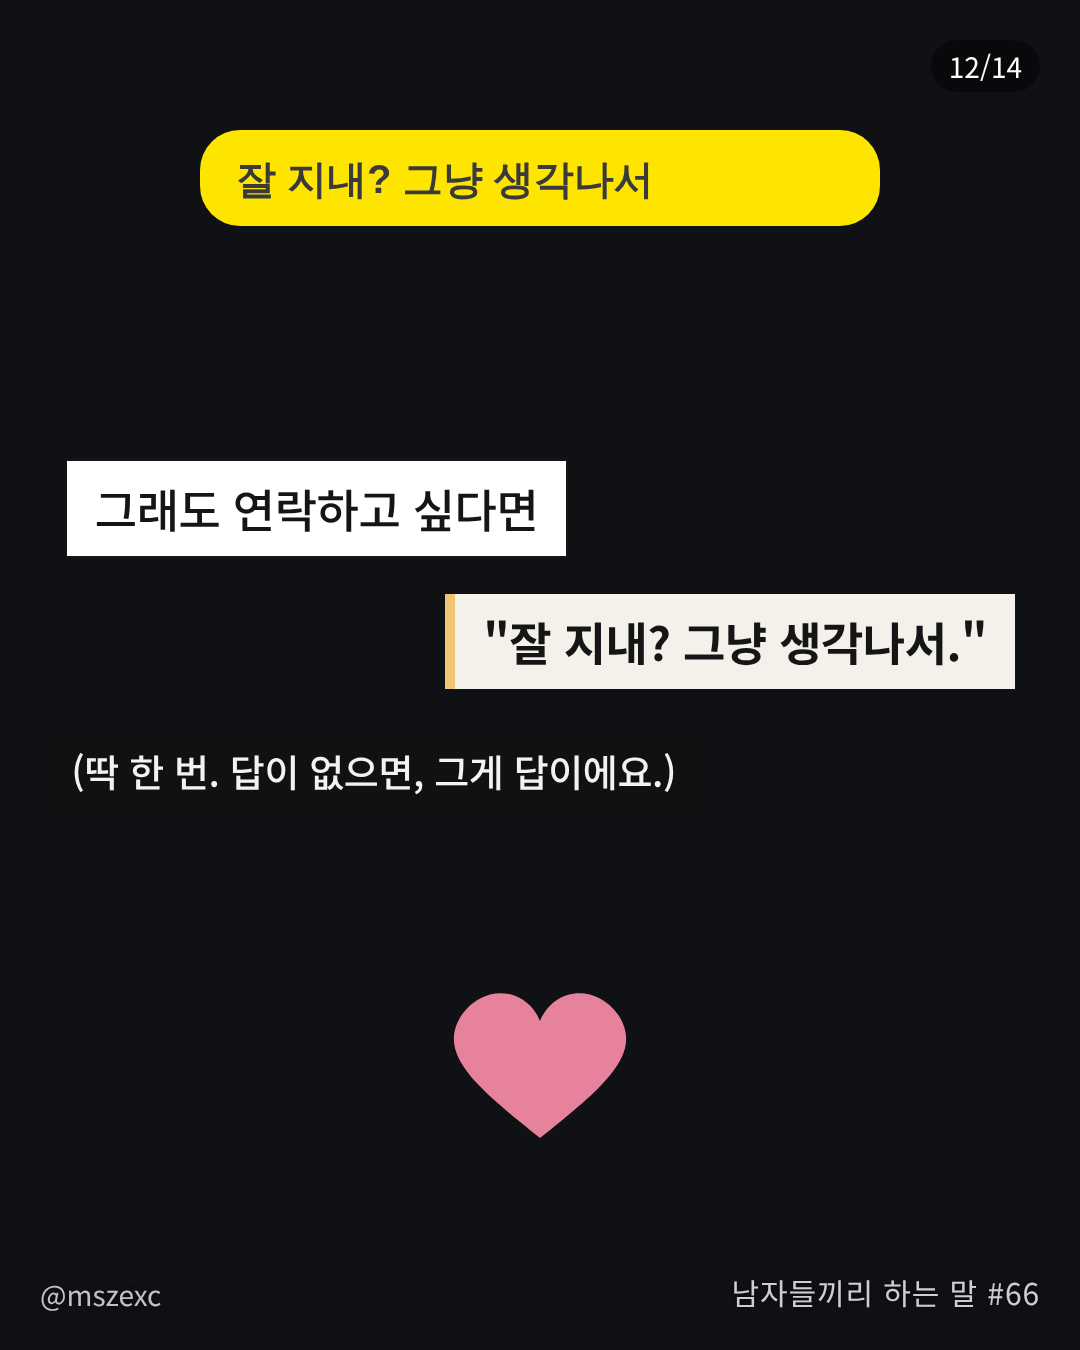 12/14
잘 지내? 그냥 생각나서
그래도 연락하고 싶다면
"잘 지내? 그냥 생각나서."
(딱 한 번. 답이 없으면, 그게 답이에요.)
@mszexc
남자들끼리 하는 말 #66